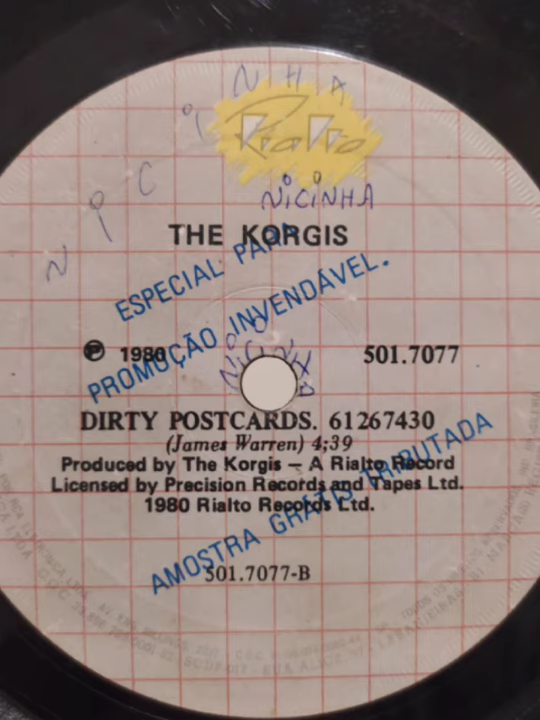 NICINHA
Rialto
NiCiNHA
THE KORGIS
ESPECIAL PARA
PROMOÇÃO INVENDÁVEL.
℗ 1980
501.7077
NiCiNHA
DIRTY POSTCARDS. 61267430
(James Warren) 4;39
Produced by The Korgis – A Rialto Record
Licensed by Precision Records and Tapes Ltd.
1980 Rialto Records Ltd.
AMOSTRA GRÁTIS TRIBUTADA
501.7077-B